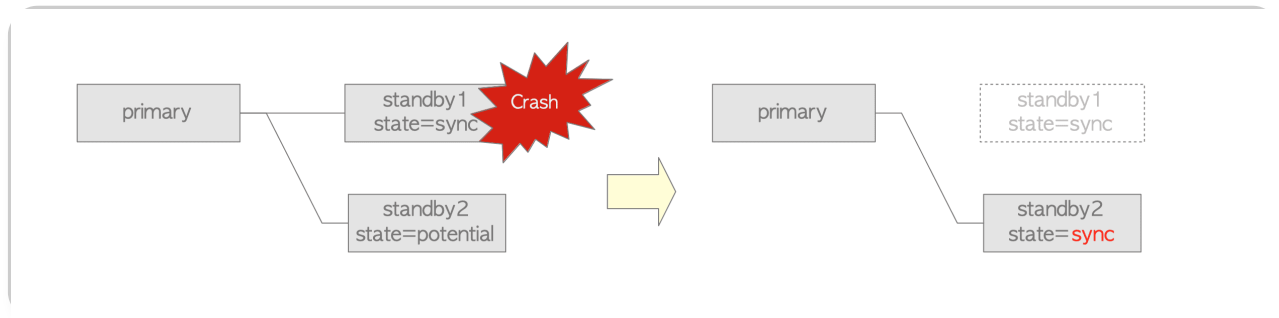 primary
standby1
state=sync
Crash
standby2
state=potential
primary
standby1
state=sync
standby2
state=sync